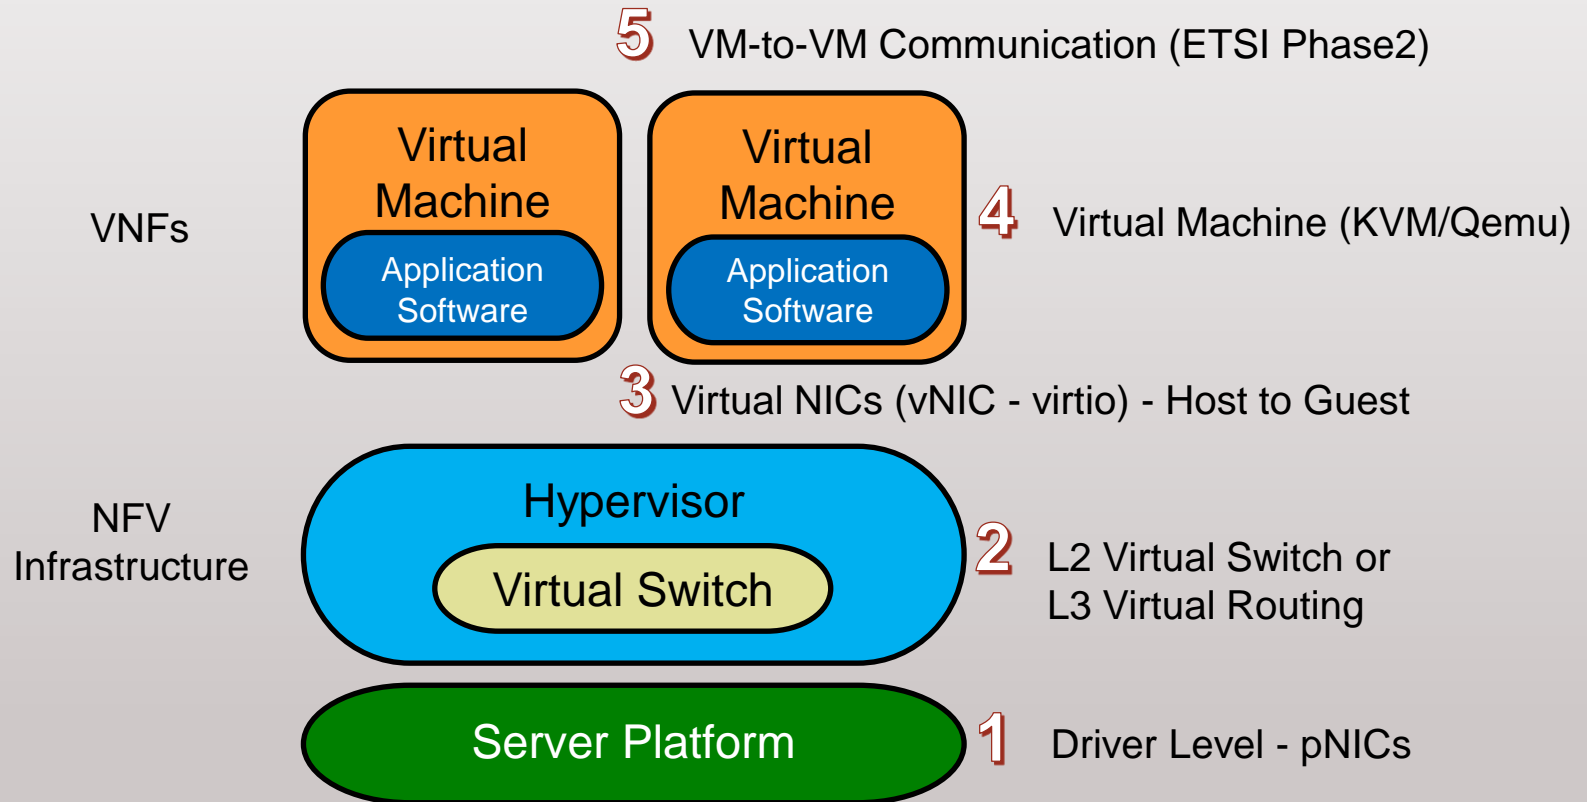 5 VM-to-VM Communication (ETSI Phase2)
Virtual
Machine
Application
Software
Virtual
Machine
Application
Software
VNFs
4 Virtual Machine (KVM/Qemu)
3 Virtual NICs (vNIC - virtio) - Host to Guest
Hypervisor
Virtual Switch
NFV
Infrastructure
2 L2 Virtual Switch or
L3 Virtual Routing
Server Platform
1 Driver Level - pNICs